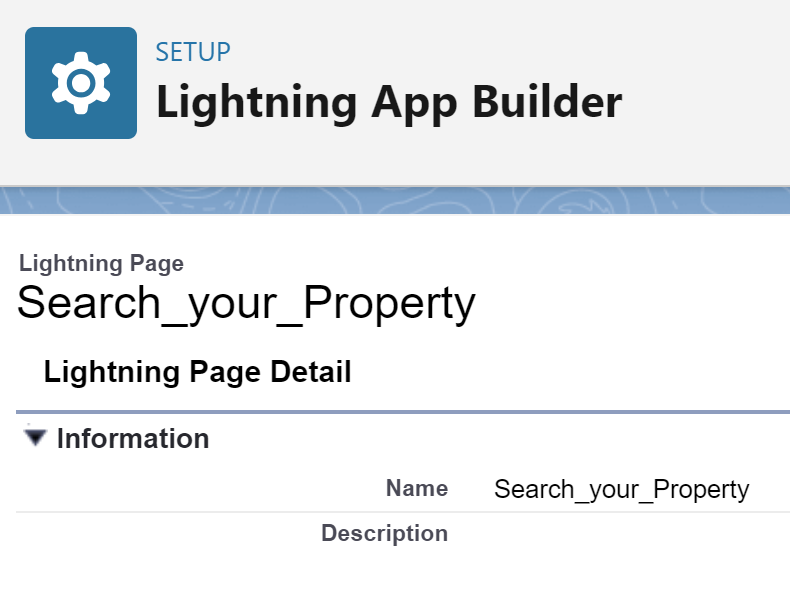 SETUP
Lightning App Builder
Lightning Page
Search_your_Property
Lightning Page Detail
Information
Name Search_your_Property
Description